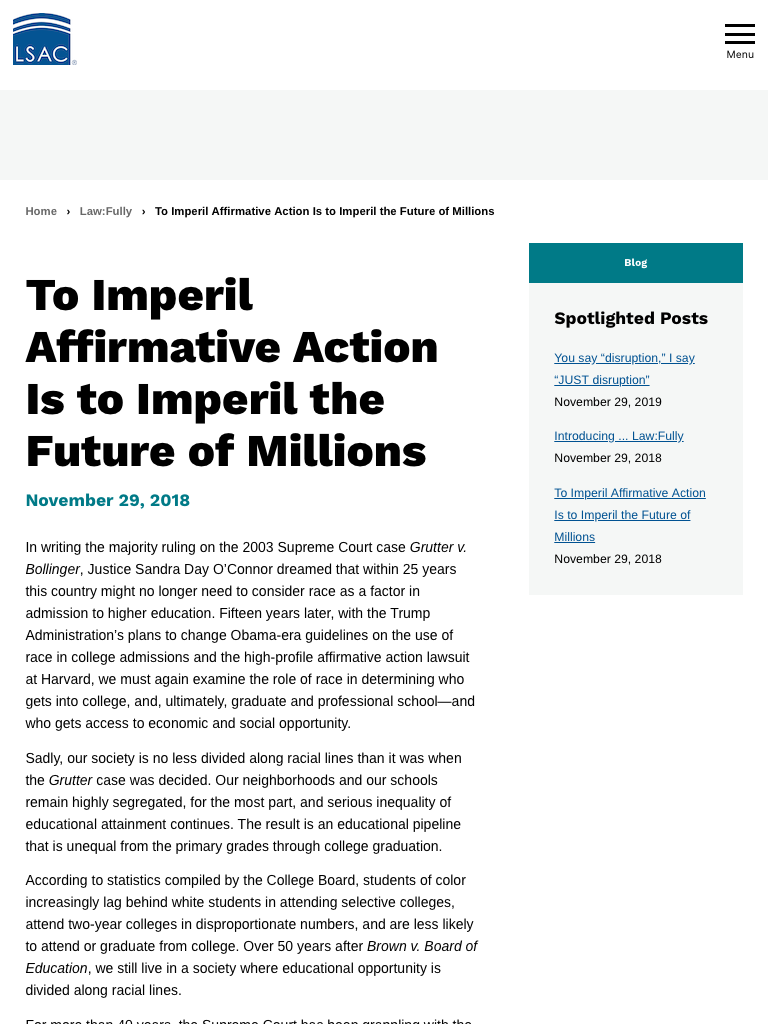 LSAC
Menu
Home › Law:Fully › To Imperil Affirmative Action Is to Imperil the Future of Millions
To Imperil
Affirmative Action
Is to Imperil the
Future of Millions
November 29, 2018
In writing the majority ruling on the 2003 Supreme Court case Grutter v.
Bollinger, Justice Sandra Day O’Connor dreamed that within 25 years
this country might no longer need to consider race as a factor in
admission to higher education. Fifteen years later, with the Trump
Administration’s plans to change Obama-era guidelines on the use of
race in college admissions and the high-profile affirmative action lawsuit
at Harvard, we must again examine the role of race in determining who
gets into college, and, ultimately, graduate and professional school—and
who gets access to economic and social opportunity.
Sadly, our society is no less divided along racial lines than it was when
the Grutter case was decided. Our neighborhoods and our schools
remain highly segregated, for the most part, and serious inequality of
educational attainment continues. The result is an educational pipeline
that is unequal from the primary grades through college graduation.
According to statistics compiled by the College Board, students of color
increasingly lag behind white students in attending selective colleges,
attend two-year colleges in disproportionate numbers, and are less likely
to attend or graduate from college. Over 50 years after Brown v. Board of
Education, we still live in a society where educational opportunity is
divided along racial lines.
For more than 40 years, the Supreme Court has been grappling with the
Blog
Spotlighted Posts
You say “disruption,” I say
“JUST disruption”
November 29, 2019
Introducing ... Law:Fully
November 29, 2018
To Imperil Affirmative Action
Is to Imperil the Future of
Millions
November 29, 2018